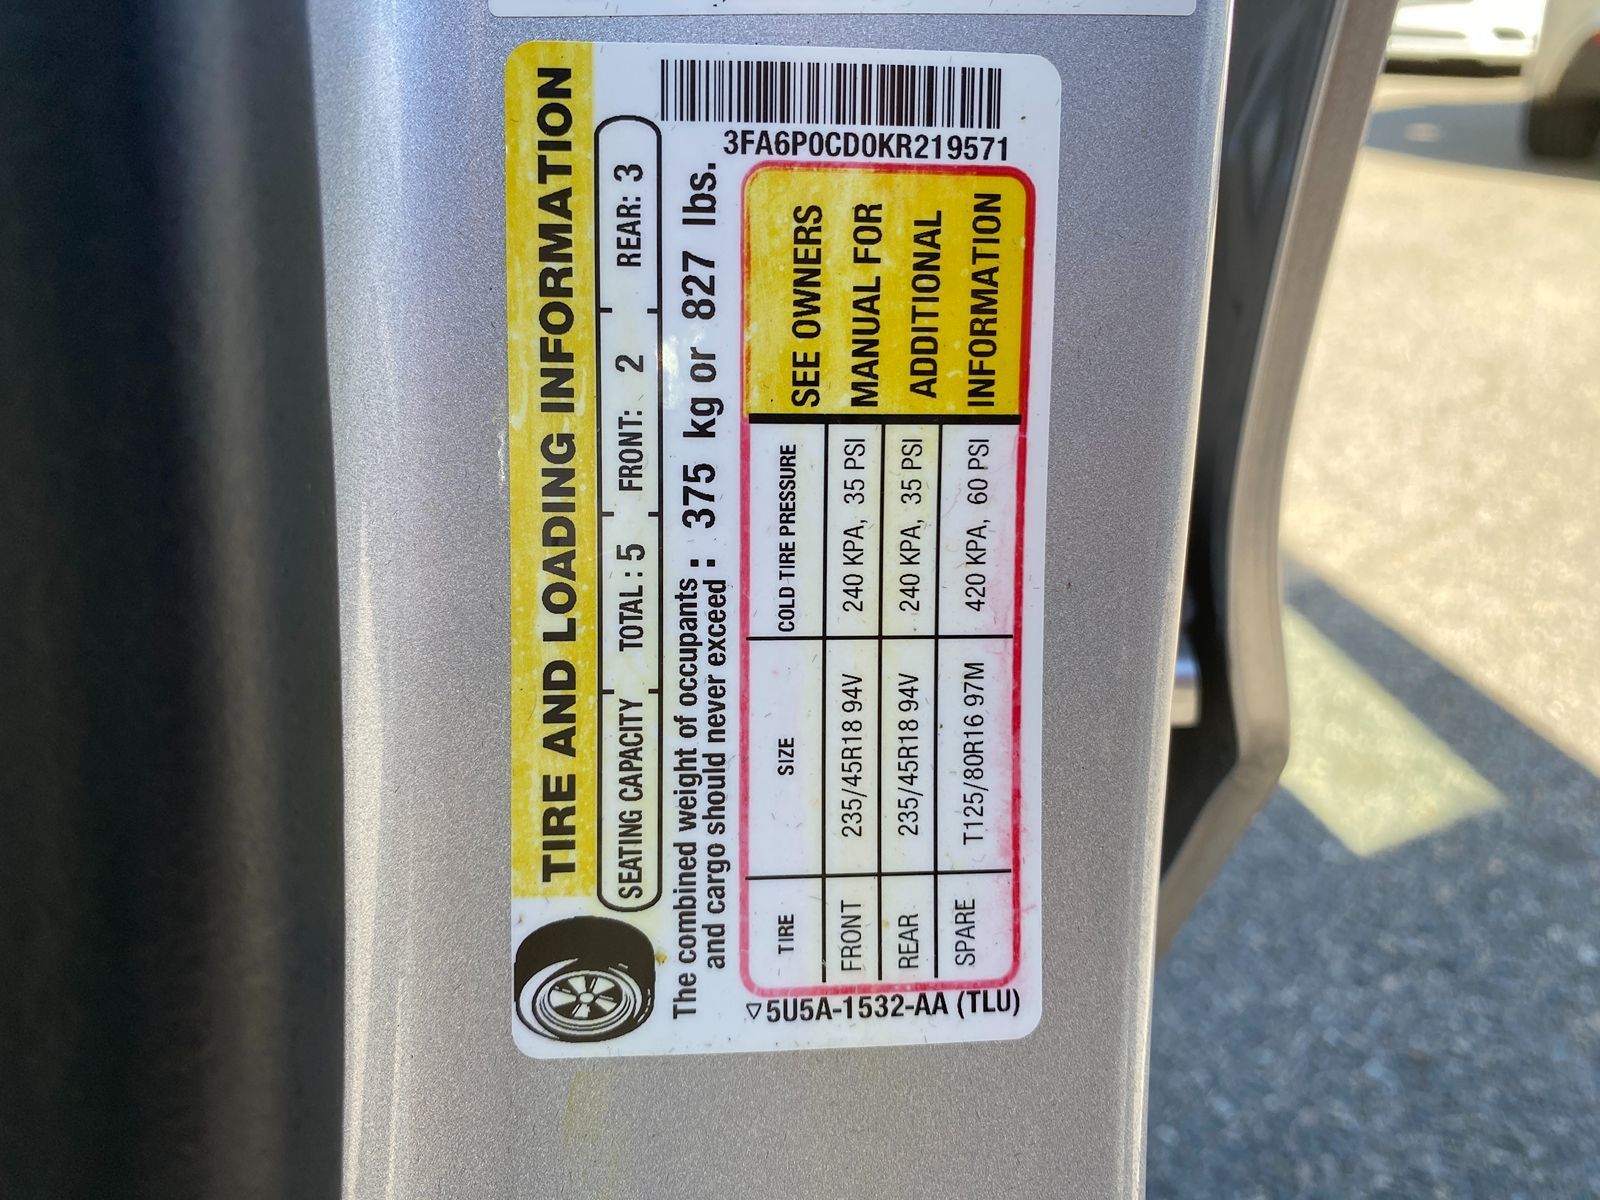 TIRE AND LOADING INFORMATION
SEATING CAPACITY TOTAL : 5 FRONT: 2 REAR: 3
The combined weight of occupants
and cargo should never exceed : 375 kg or 827 lbs.
TIRE SIZE COLD TIRE PRESSURE
FRONT 235/45R18 94V 240 KPA, 35 PSI
REAR 235/45R18 94V 240 KPA, 35 PSI
SPARE T125/80R16 97M 420 KPA, 60 PSI
SEE OWNERS
MANUAL FOR
ADDITIONAL
INFORMATION
5U5A-1532-AA (TLU)
3FA6P0CD0KR219571